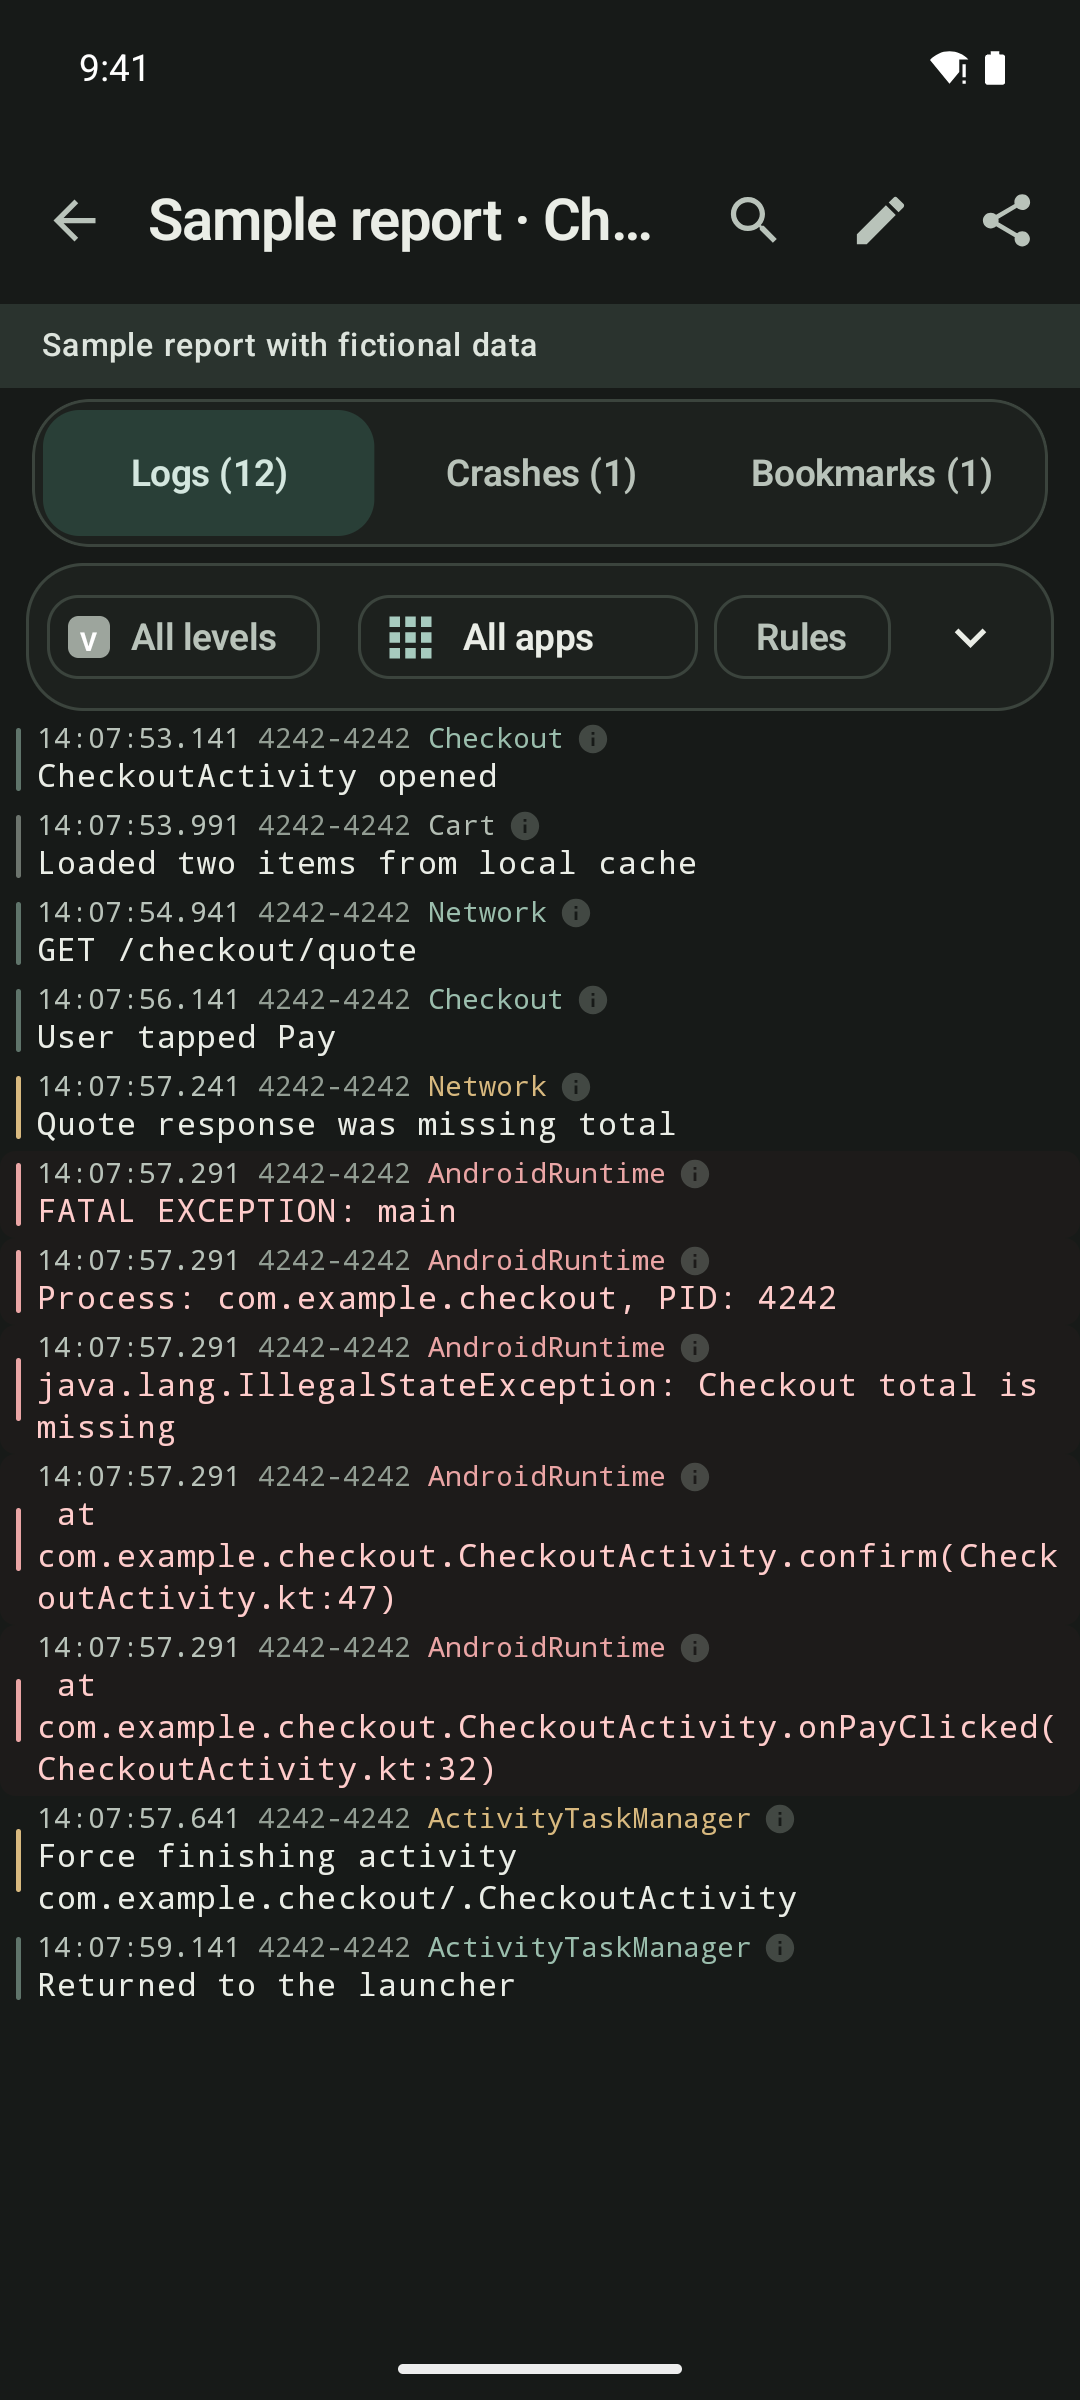 9:41
Sample report · Ch...
Sample report with fictional data
Logs (12) Crashes (1) Bookmarks (1)
V All levels All apps Rules
14:07:53.141 4242-4242 Checkout
CheckoutActivity opened
14:07:53.991 4242-4242 Cart
Loaded two items from local cache
14:07:54.941 4242-4242 Network
GET /checkout/quote
14:07:56.141 4242-4242 Checkout
User tapped Pay
14:07:57.241 4242-4242 Network
Quote response was missing total
14:07:57.291 4242-4242 AndroidRuntime
FATAL EXCEPTION: main
14:07:57.291 4242-4242 AndroidRuntime
Process: com.example.checkout, PID: 4242
14:07:57.291 4242-4242 AndroidRuntime
java.lang.IllegalStateException: Checkout total is
missing
14:07:57.291 4242-4242 AndroidRuntime
at
com.example.checkout.CheckoutActivity.confirm(Check
outActivity.kt:47)
14:07:57.291 4242-4242 AndroidRuntime
at
com.example.checkout.CheckoutActivity.onPayClicked(
CheckoutActivity.kt:32)
14:07:57.641 4242-4242 ActivityTaskManager
Force finishing activity
com.example.checkout/.CheckoutActivity
14:07:59.141 4242-4242 ActivityTaskManager
Returned to the launcher